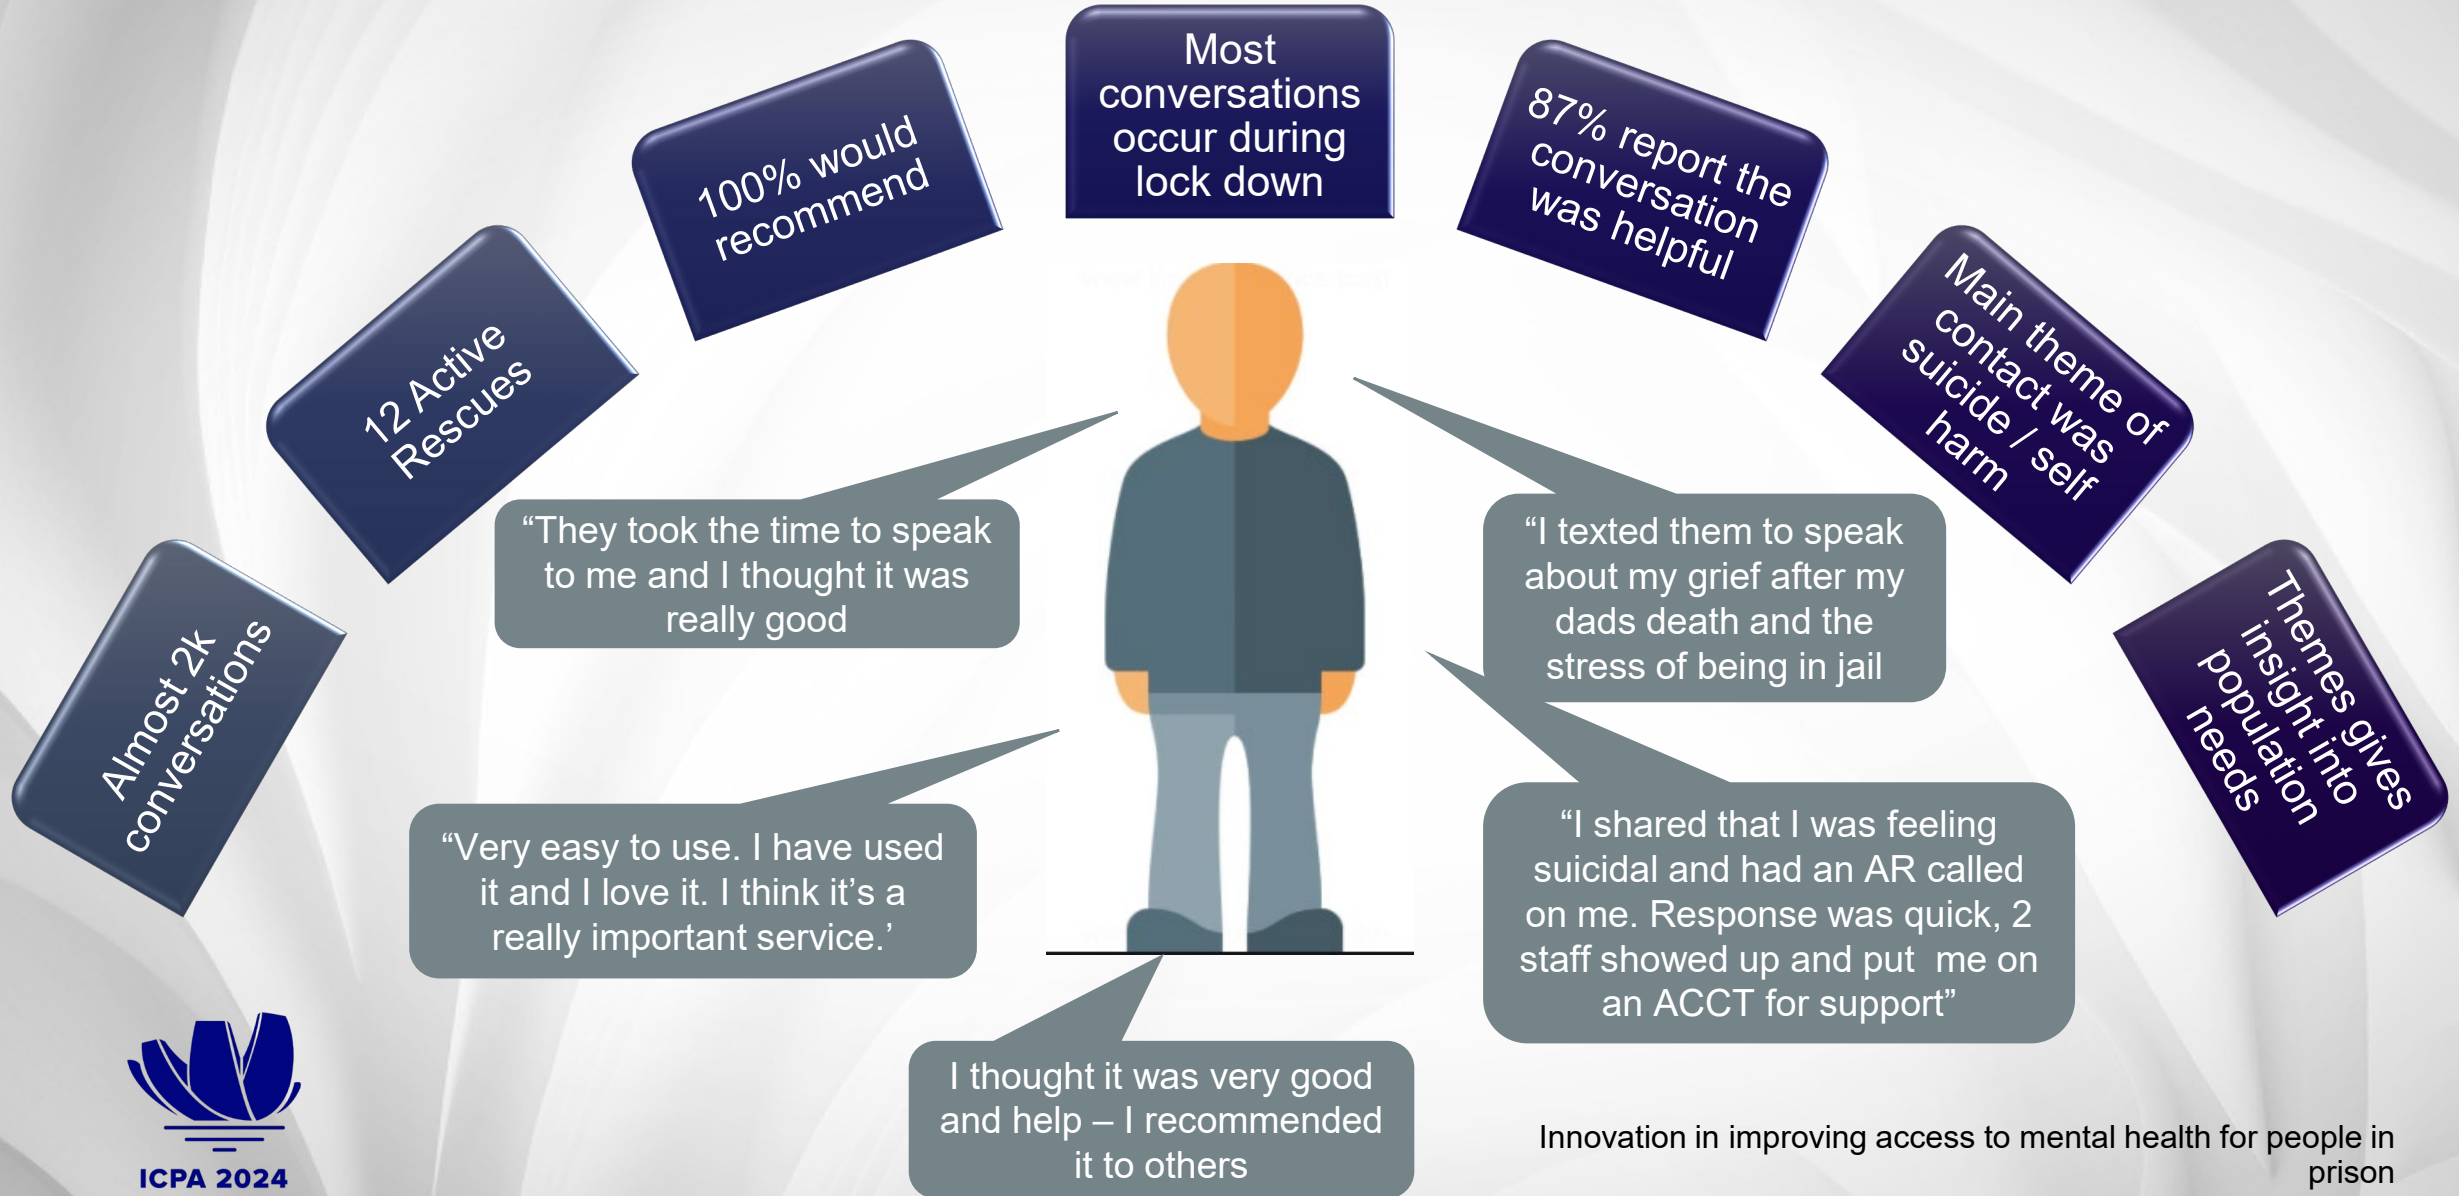 Almost 2k
conversations
12 Active
Rescues
100% would
recommend
Most
conversations
occur during
lock down
87% report the
conversation
was helpful
Main theme of
contact was
suicide / self
harm
Themes gives
insight into
population
needs
“They took the time to speak
to me and I thought it was
really good
“I texted them to speak
about my grief after my
dads death and the
stress of being in jail
“Very easy to use. I have used
it and I love it. I think it’s a
really important service.’
“I shared that I was feeling
suicidal and had an AR called
on me. Response was quick, 2
staff showed up and put  me on
an ACCT for support”
I thought it was very good
and help – I recommended
it to others
ICPA 2024
Innovation in improving access to mental health for people in
prison